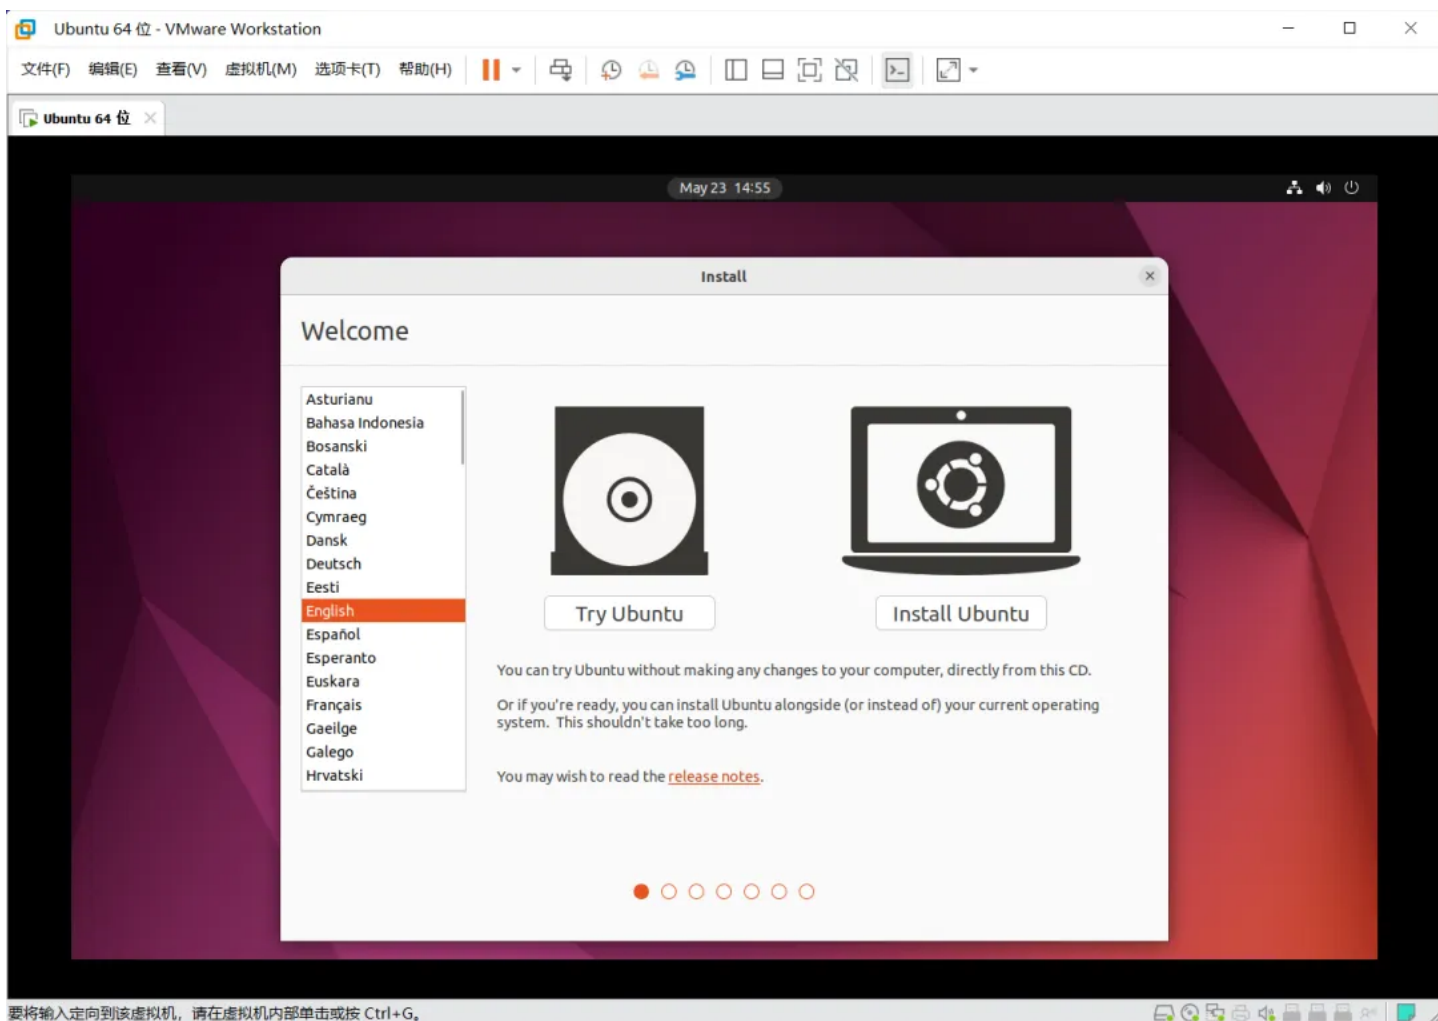 Ubuntu 64 位 - VMware Workstation
文件(F) 编辑(E) 查看(V) 虚拟机(M) 选项卡(T) 帮助(H)
Ubuntu 64 位
May 23 14:55
Install
Welcome
Asturianu
Bahasa Indonesia
Bosanski
Català
Čeština
Cymraeg
Dansk
Deutsch
Eesti
English
Español
Esperanto
Euskara
Français
Gaeilge
Galego
Hrvatski
Try Ubuntu
Install Ubuntu
You can try Ubuntu without making any changes to your computer, directly from this CD.
Or if you're ready, you can install Ubuntu alongside (or instead of) your current operating
system. This shouldn't take too long.
You may wish to read the release notes.
要将输入定向到该虚拟机，请在虚拟机内部单击或按 Ctrl+G。